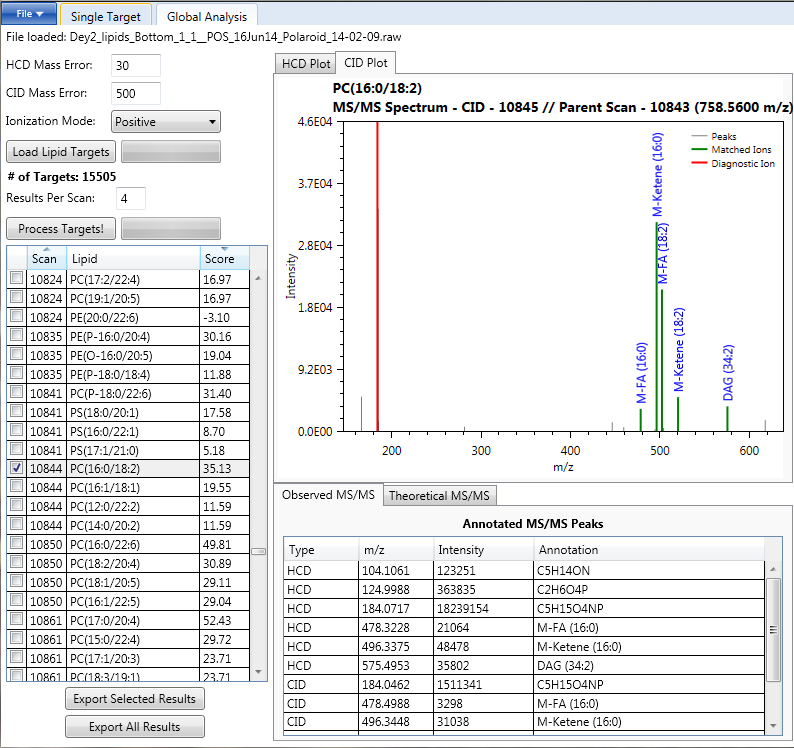 File
Single Target
Global Analysis
File loaded: Dey2_lipids_Bottom_1_1__POS_16Jun14_Polaroid_14-02-09.raw
HCD Mass Error: 30
CID Mass Error: 500
Ionization Mode: Positive
Load Lipid Targets
# of Targets: 15505
Results Per Scan: 4
Process Targets!
Scan Lipid Score
10824 PC(17:2/22:4) 16.97
10824 PC(19:1/20:5) 16.97
10824 PE(20:0/22:6) -3.10
10835 PE(P-16:0/20:4) 30.16
10835 PE(O-16:0/20:5) 19.04
10835 PE(P-18:0/18:4) 11.88
10841 PC(P-18:0/22:6) 31.40
10841 PS(18:0/20:1) 17.58
10841 PS(16:0/22:1) 8.70
10841 PS(17:1/21:0) 5.18
10844 PC(16:0/18:2) 35.13
10844 PC(16:1/18:1) 19.55
10844 PC(12:0/22:2) 11.59
10844 PC(14:0/20:2) 11.59
10850 PC(16:0/22:6) 49.81
10850 PC(18:2/20:4) 30.89
10850 PC(18:1/20:5) 29.11
10850 PC(16:1/22:5) 29.04
10861 PC(17:0/20:4) 52.43
10861 PC(15:0/22:4) 29.72
10861 PC(17:1/20:3) 23.71
10861 PC(18:3/19:1) 23.71
Export Selected Results
Export All Results
HCD Plot
CID Plot
PC(16:0/18:2)
MS/MS Spectrum - CID - 10845 // Parent Scan - 10843 (758.5600 m/z)
4.6E04
3.7E04
2.8E04
1.8E04
9.2E03
0.0E00
Intensity
Peaks
Matched Ions
Diagnostic Ion
M-FA (16:0)
M-Ketene (16:0)
M-FA (18:2)
M-Ketene (18:2)
DAG (34:2)
200 300 400 500 600
m/z
Observed MS/MS
Theoretical MS/MS
Annotated MS/MS Peaks
Type m/z Intensity Annotation
HCD 104.1061 123251 C5H14ON
HCD 124.9988 363835 C2H6O4P
HCD 184.0717 18239154 C5H15O4NP
HCD 478.3228 21064 M-FA (16:0)
HCD 496.3375 48478 M-Ketene (16:0)
HCD 575.4953 35802 DAG (34:2)
CID 184.0462 1511341 C5H15O4NP
CID 478.4988 3298 M-FA (16:0)
CID 496.3448 31038 M-Ketene (16:0)